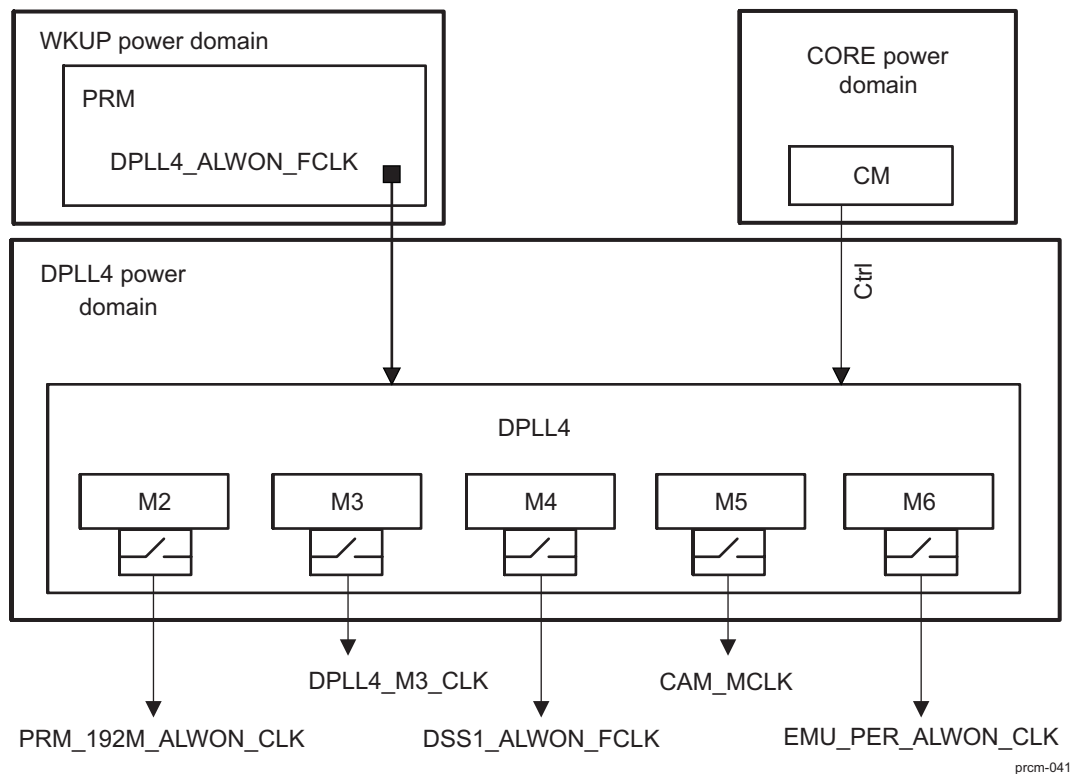 WKUP power domain
PRM
DPLL4_ALWON_FCLK
CORE power
domain
CM
Ctrl
DPLL4 power
domain
DPLL4
M2
M3
M4
M5
M6
DPLL4_M3_CLK
CAM_MCLK
PRM_192M_ALWON_CLK
DSS1_ALWON_FCLK
EMU_PER_ALWON_CLK
prcm-041